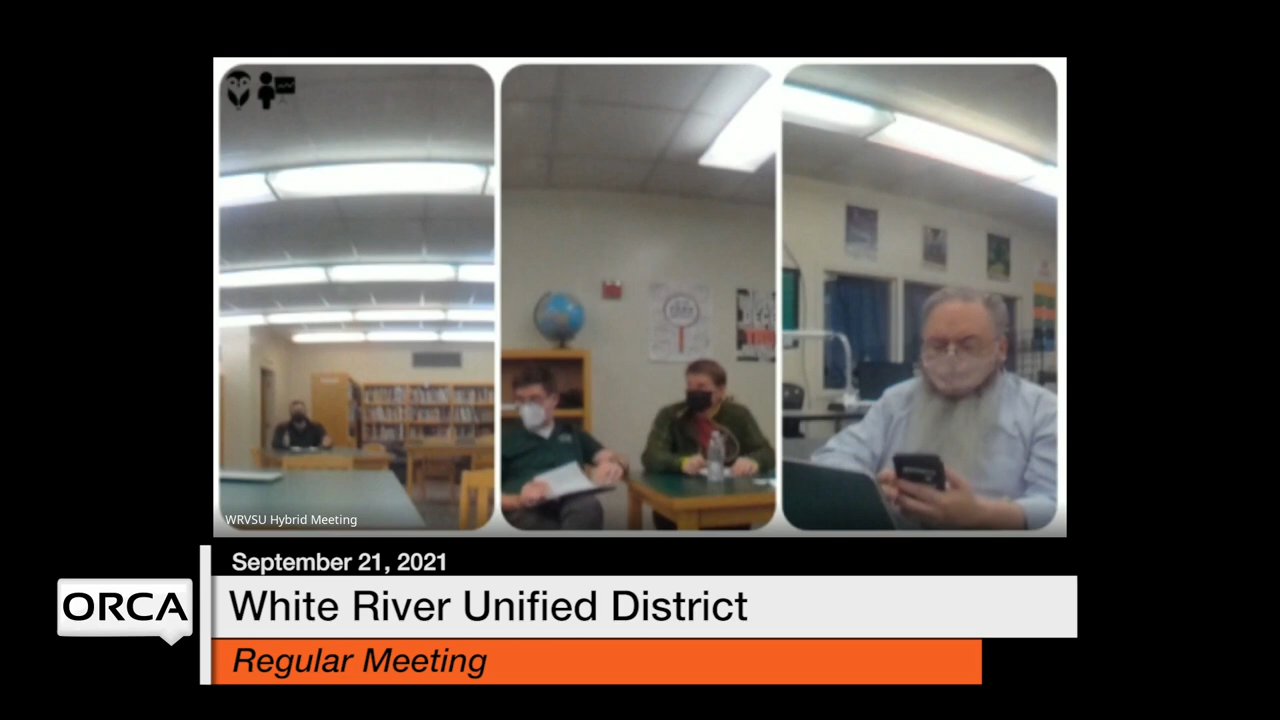 WRVSU Hybrid Meeting
September 21, 2021
ORCA
White River Unified District
Regular Meeting